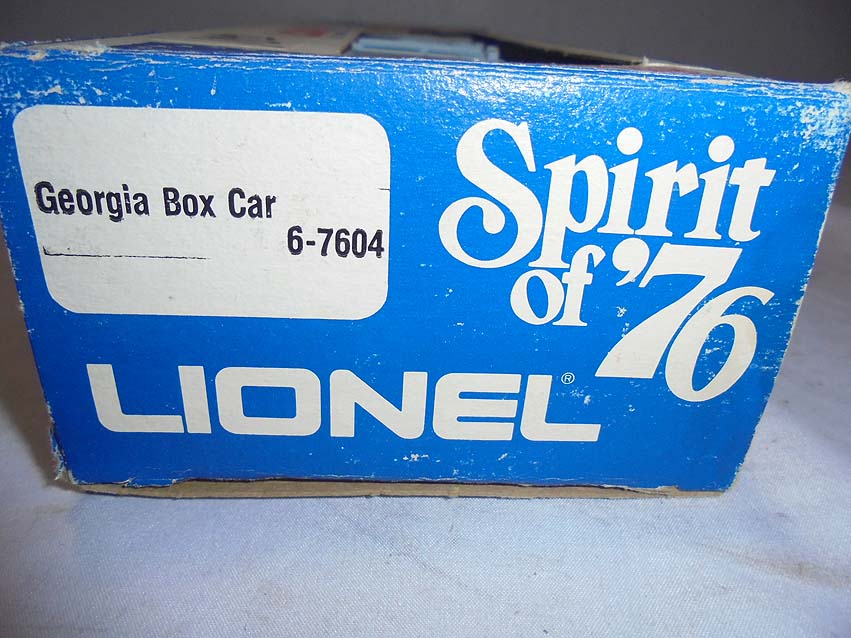 Georgia Box Car
6-7604
Spirit
of '76
LIONEL®